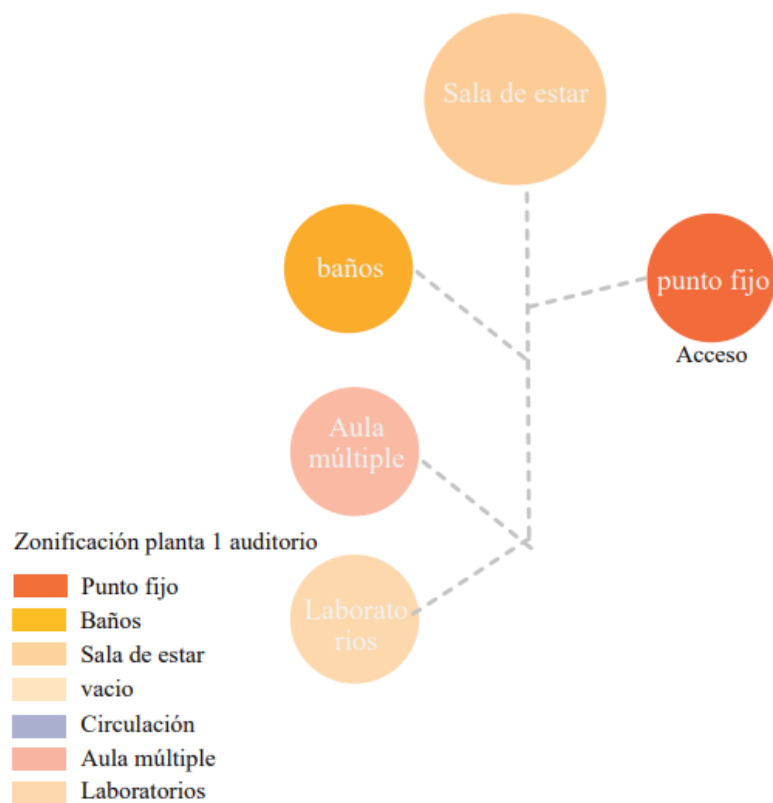 Sala de estar
baños
punto fijo
Acceso
Aula
múltiple
Laborato
rios
Zonificación planta 1 auditorio
Punto fijo
Baños
Sala de estar
vacio
Circulación
Aula múltiple
Laboratorios